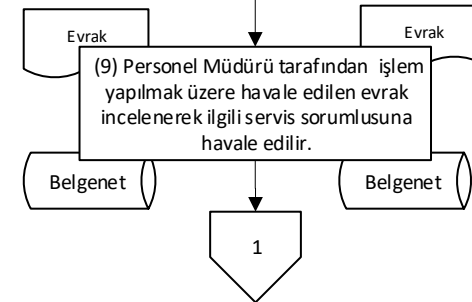 Evrak
Evrak
(9) Personel Müdürü tarafından işlem
yapılmak üzere havale edilen evrak
incelenerek ilgili servis sorumlusuna
havale edilir.
Belgenet
Belgenet
1